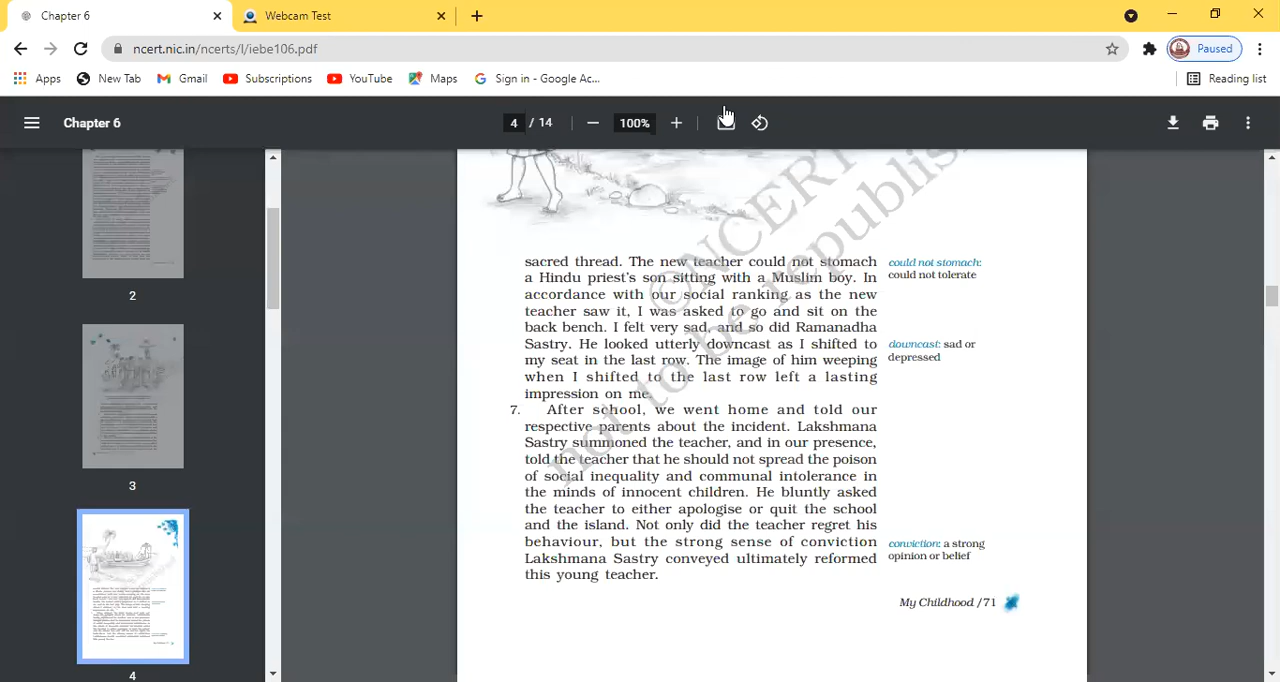 Chapter 6
Webcam Test
ncert.nic.in/ncerts/l/iebe106.pdf
Paused
Apps
New Tab
Gmail
Subscriptions
YouTube
Maps
Sign in - Google Ac...
Reading list
Chapter 6
4 / 14
100%
2
3
4
©NCERT
not to be republis
sacred thread. The new teacher could not stomach
a Hindu priest's son sitting with a Muslim boy. In
accordance with our social ranking as the new
teacher saw it, I was asked to go and sit on the
back bench. I felt very sad, and so did Ramanadha
Sastry. He looked utterly downcast as I shifted to
my seat in the last row. The image of him weeping
when I shifted to the last row left a lasting
impression on me.
7. After school, we went home and told our
respective parents about the incident. Lakshmana
Sastry summoned the teacher, and in our presence,
told the teacher that he should not spread the poison
of social inequality and communal intolerance in
the minds of innocent children. He bluntly asked
the teacher to either apologise or quit the school
and the island. Not only did the teacher regret his
behaviour, but the strong sense of conviction
Lakshmana Sastry conveyed ultimately reformed
this young teacher.
could not stomach:
could not tolerate
downcast: sad or
depressed
conviction: a strong
opinion or belief
My Childhood /71